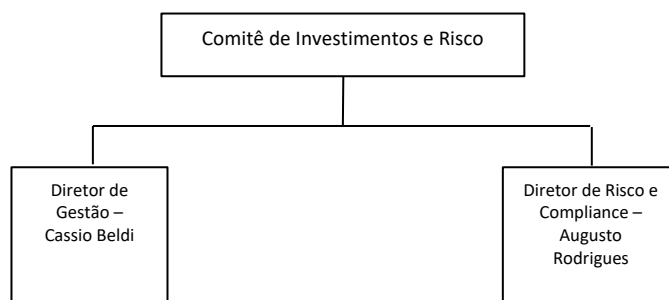 Comitê de Investimentos e Risco
Diretor de
Gestão –
Cassio Beldi
Diretor de Risco e
Compliance –
Augusto
Rodrigues